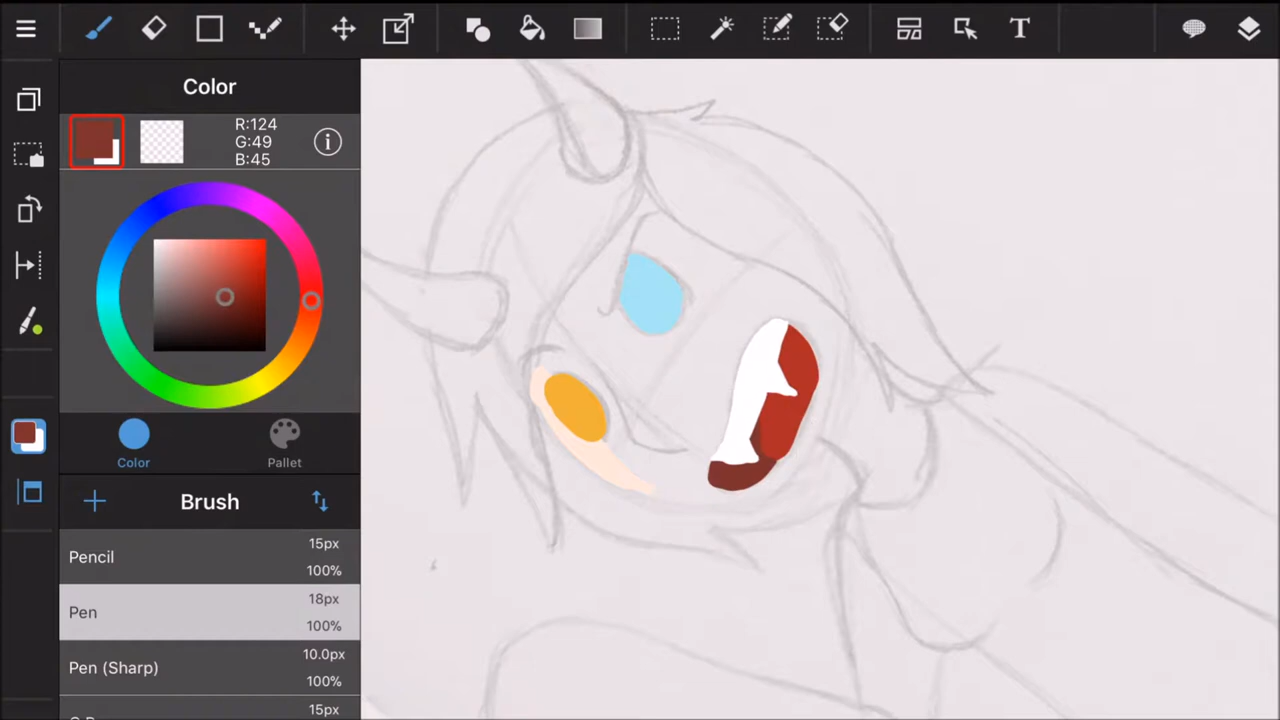 T
Color
R:124
G:49
B:45
i
Color
Pallet
Brush
Pencil
15px
100%
Pen
18px
100%
Pen (Sharp)
10.0px
100%
15px